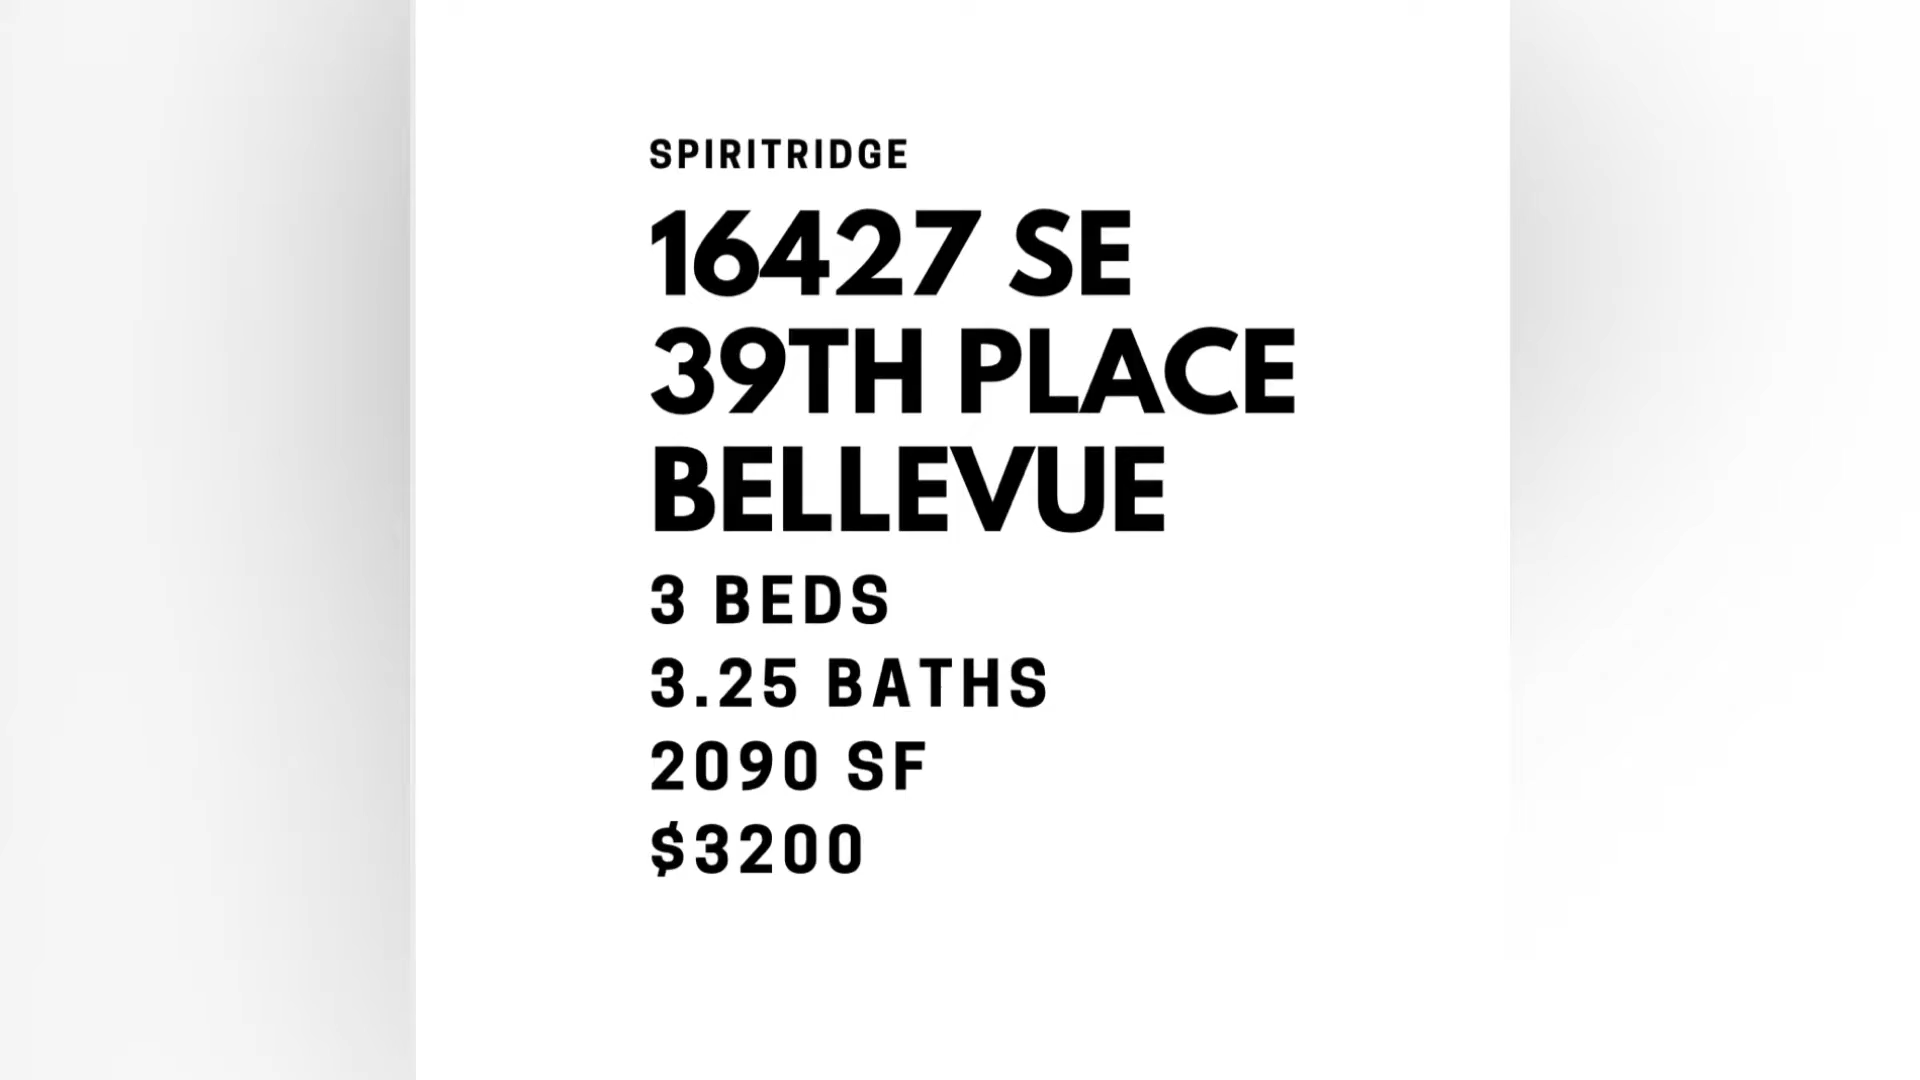 SPIRITRIDGE
16427 SE
39TH PLACE
BELLEVUE
3 BEDS
3.25 BATHS
2090 SF
$3200